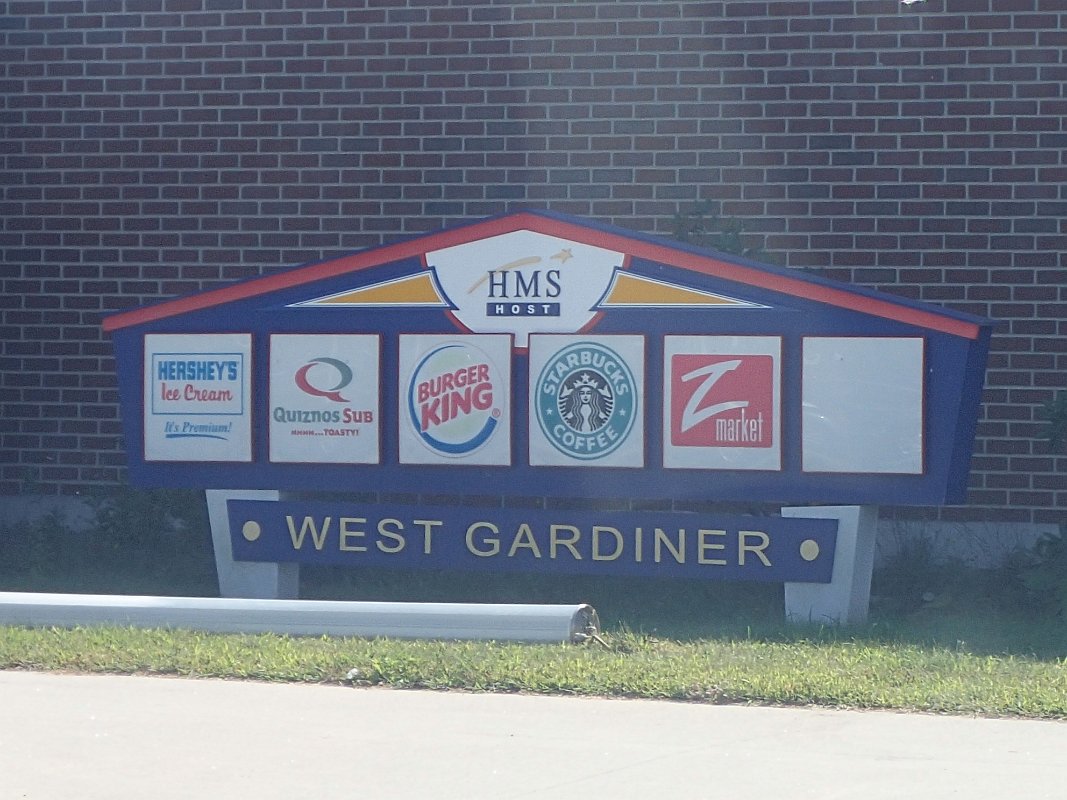 HMS
HOST
HERSHEY'S
Ice Cream
It's Premium!
QUIZNOS SUB
MMMM...TOASTY!
BURGER
KING®
STARBUCKS
COFFEE
Z
market
WEST GARDINER